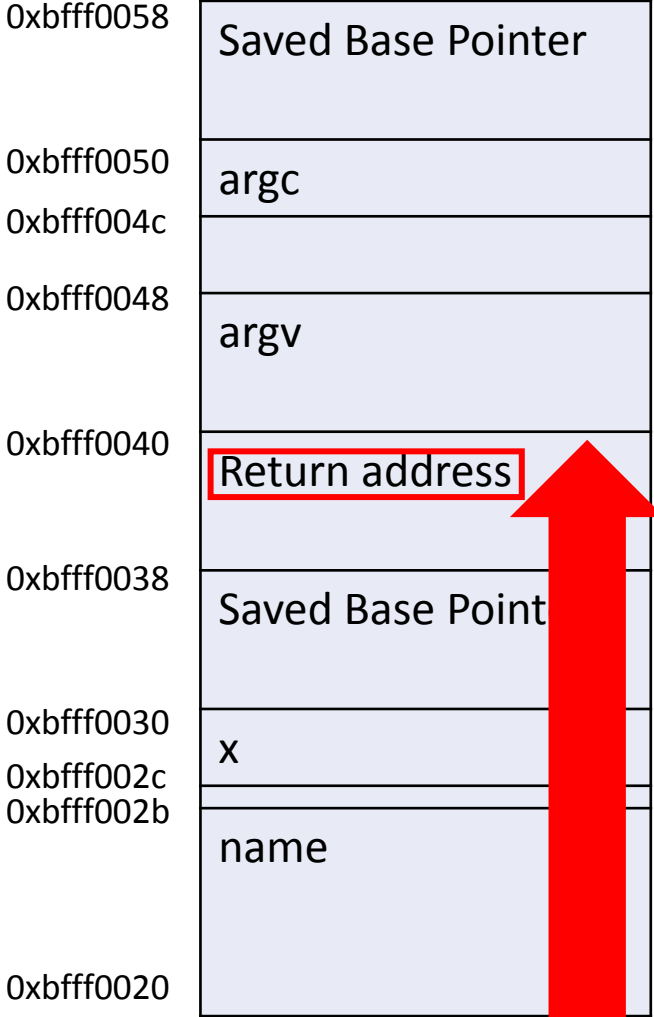 0xbfff0058
Saved Base Pointer
0xbfff0050
argc
0xbfff004c
0xbfff0048
argv
0xbfff0040
Return address
0xbfff0038
Saved Base Point
0xbfff0030
x
0xbfff002c
0xbfff002b
name
0xbfff0020